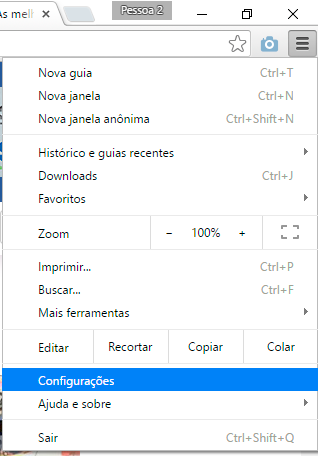 As melh
Pessoa 2
Nova guia Ctrl+T
Nova janela Ctrl+N
Nova janela anônima Ctrl+Shift+N
Histórico e guias recentes
Downloads Ctrl+J
Favoritos
Zoom − 100% +
Imprimir... Ctrl+P
Buscar... Ctrl+F
Mais ferramentas
Editar Recortar Copiar Colar
Configurações
Ajuda e sobre
Sair Ctrl+Shift+Q